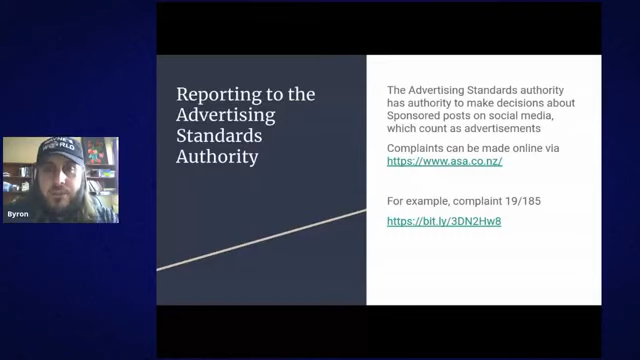 Reporting to the
Advertising
Standards
Authority
The Advertising Standards authority
has authority to make decisions about
Sponsored posts on social media,
which count as advertisements
Complaints can be made online via
https://www.asa.co.nz/
For example, complaint 19/185
https://bit.ly/3DN2Hw8
Byron